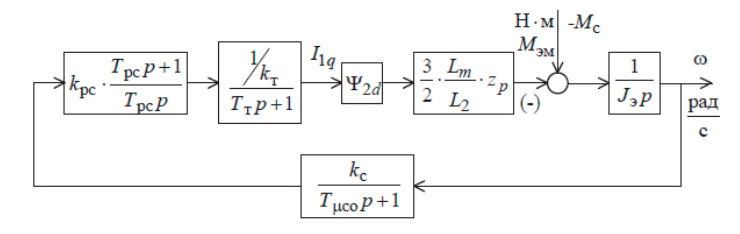 Н·м
-M_c
M_эм
k_рс · (T_рс p+1)/(T_рс p)
(1/k_т)/(T_т p+1)
I_1q
Ψ_2d
3/2 · L_m/L_2 · z_p
(-)
1/(J_э p)
ω
рад/с
k_с/(T_μсо p+1)